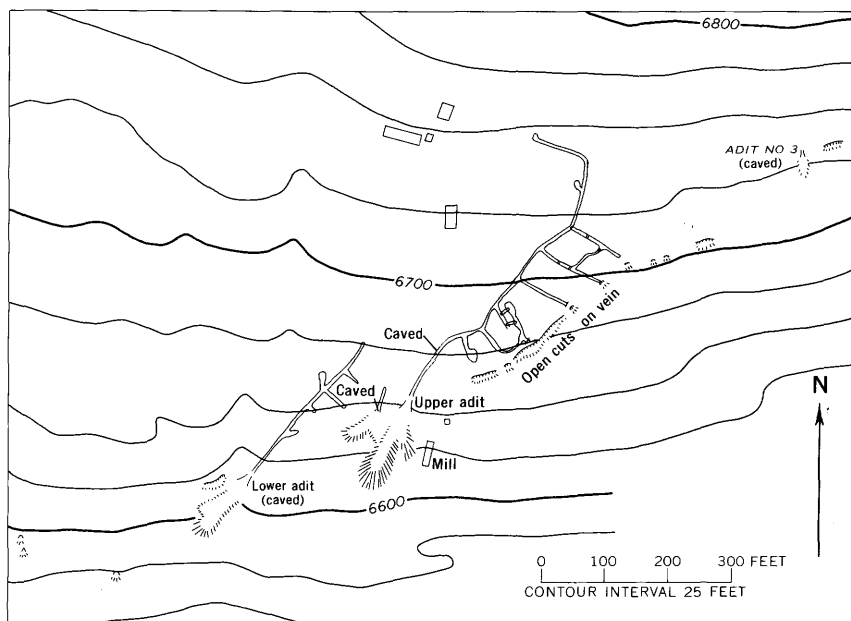 6800
ADIT NO 3
(caved)
6700
Open cuts on vein
Caved
Caved
Upper adit
N
Mill
Lower adit
(caved)
6600
0 100 200 300 FEET
CONTOUR INTERVAL 25 FEET